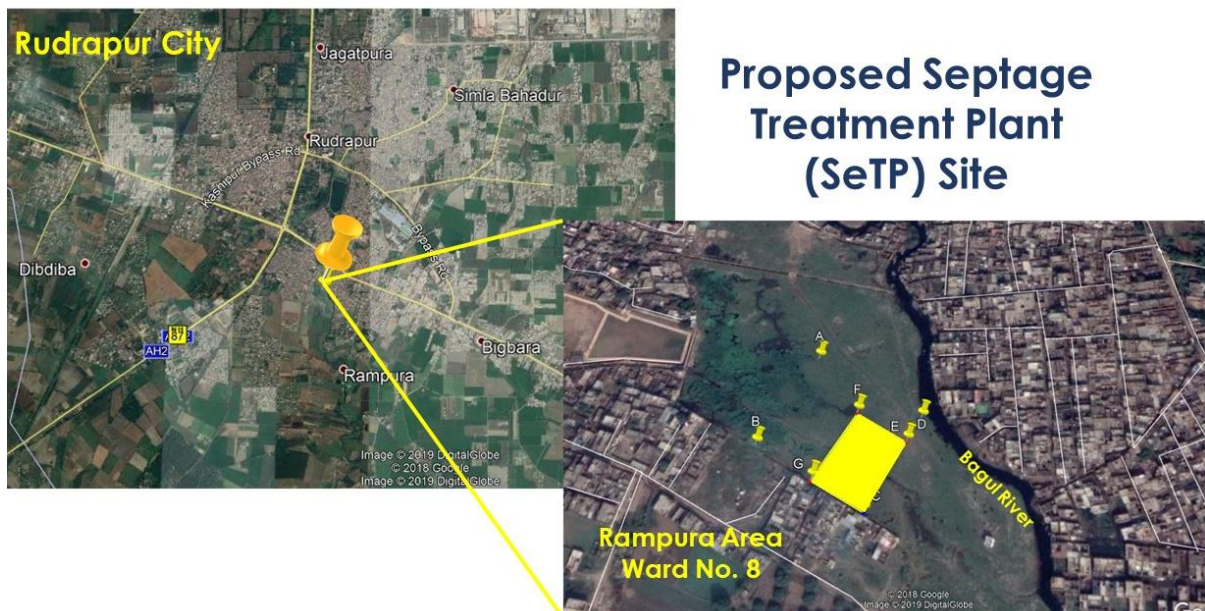 Rudrapur City
Jagatpura
Simla Bahadur
Rudrapur
Kashipur Bypass Rd
Dibdiba
Bypass Rd
87
AH2
Bigbara
Rampura
Image © 2019 DigitalGlobe
© 2018 Google
Image © 2019 DigitalGlobe
Proposed Septage
Treatment Plant
(SeTP) Site
A
F
B
E
D
G
C
Bagul River
Rampura Area
Ward No. 8
© 2018 Google
Image © 2019 DigitalGlobe
Go